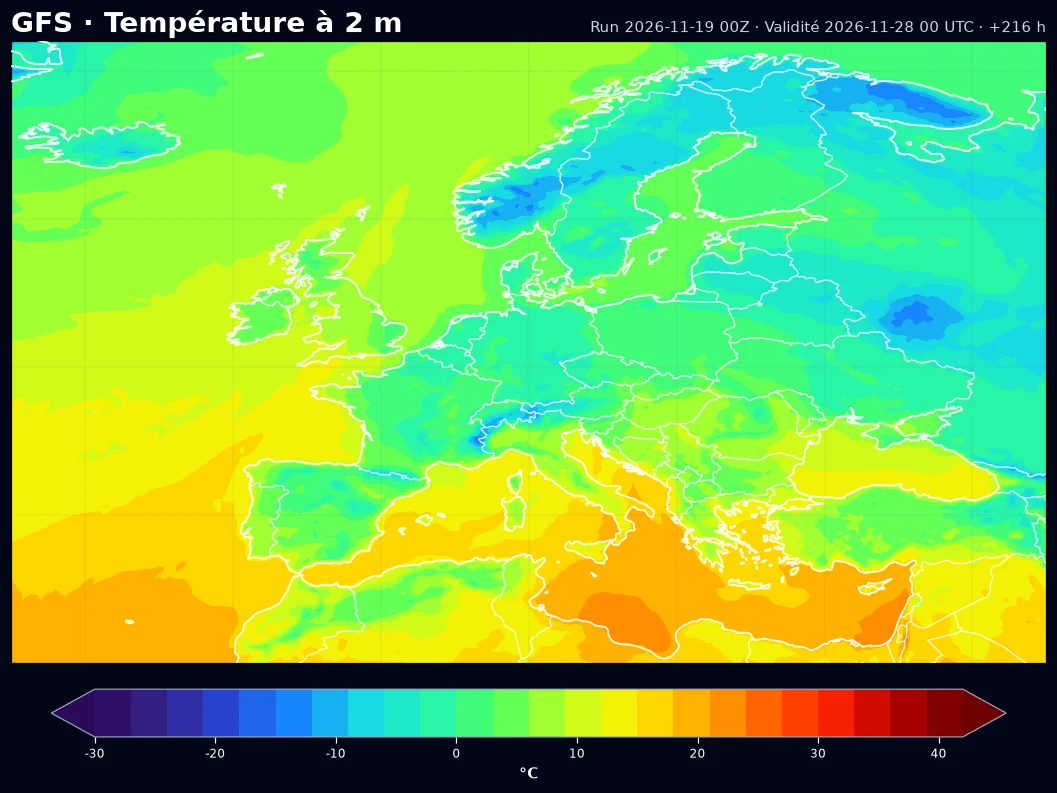 GFS · Température à 2 m
Run 2026-11-19 00Z · Validité 2026-11-28 00 UTC · +216 h
-30 -20 -10 0 10 20 30 40
°C